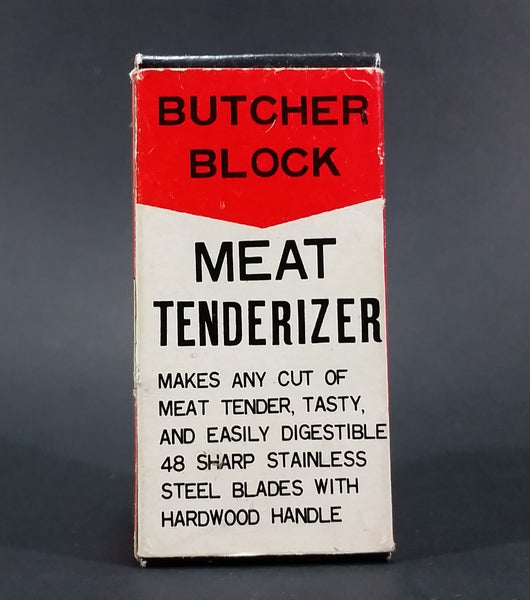 BUTCHER
BLOCK
MEAT
TENDERIZER
MAKES ANY CUT OF
MEAT TENDER, TASTY,
AND EASILY DIGESTIBLE
48 SHARP STAINLESS
STEEL BLADES WITH
HARDWOOD HANDLE